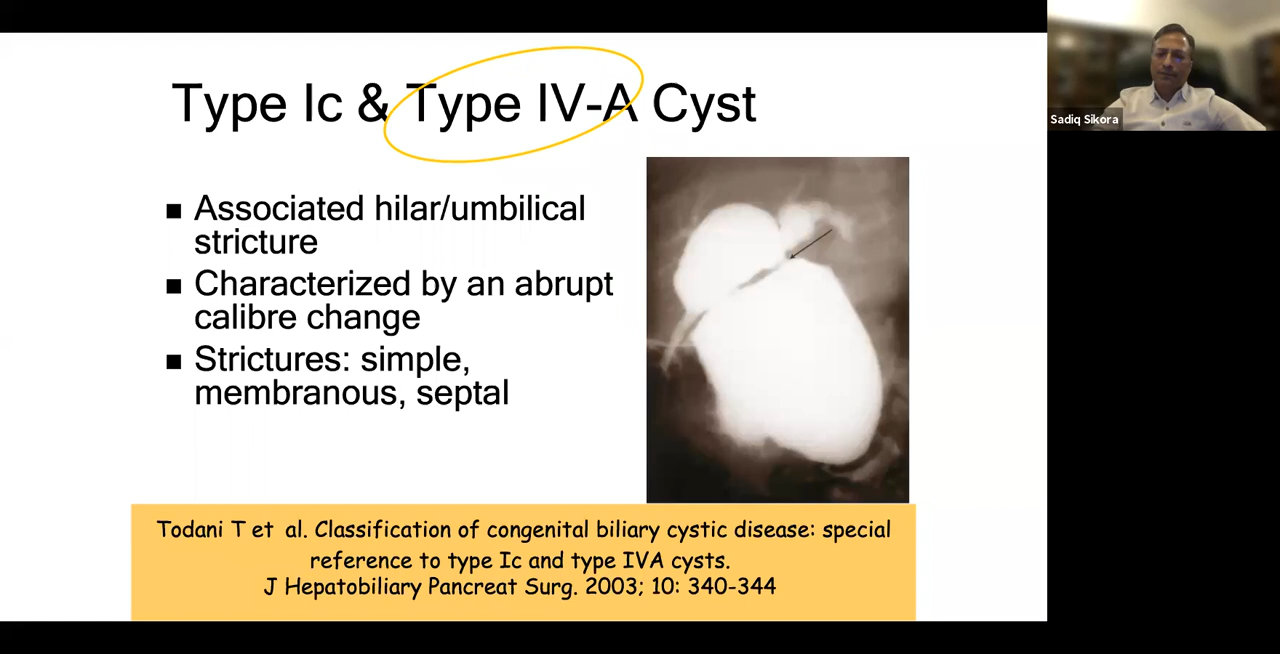 Type Ic & Type IV-A Cyst
Associated hilar/umbilical
stricture
Characterized by an abrupt
calibre change
Strictures: simple,
membranous, septal
Todani T et al. Classification of congenital biliary cystic disease: special
reference to type Ic and type IVA cysts.
J Hepatobiliary Pancreat Surg. 2003; 10: 340-344
Sadiq Sikora